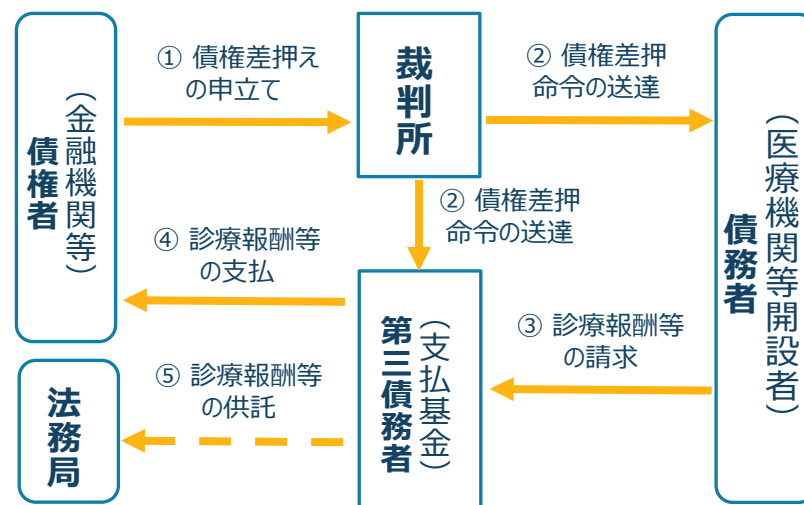 債権者
（金融機関等）
① 債権差押え
の申立て
裁判所
② 債権差押
命令の送達
② 債権差押
命令の送達
債務者
（医療機関等開設者）
③ 診療報酬等
の請求
第三債務者
（支払基金）
④ 診療報酬等
の支払
⑤ 診療報酬等
の供託
法務局